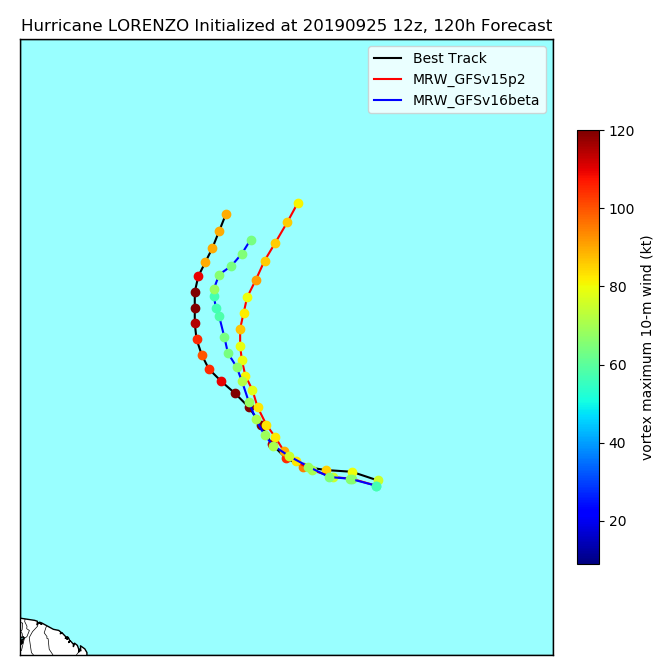 Hurricane LORENZO Initialized at 20190925 12z, 120h Forecast
Best Track
MRW_GFSv15p2
MRW_GFSv16beta
120
100
80
60
40
20
vortex maximum 10-m wind (kt)